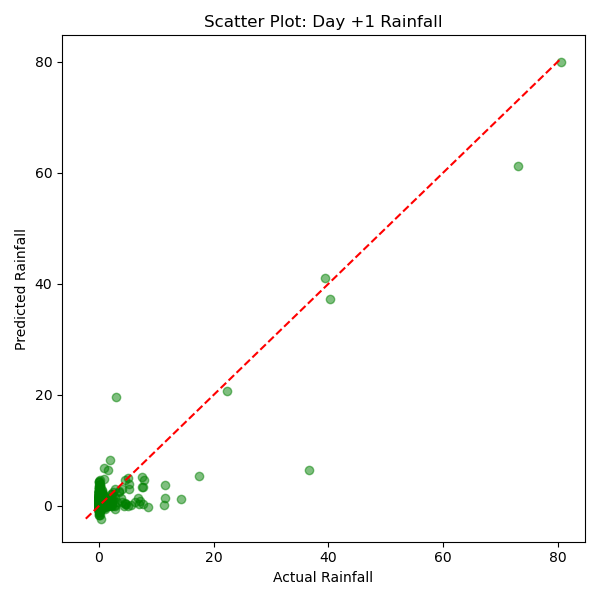 Scatter Plot: Day +1 Rainfall
80
60
40
20
0
Predicted Rainfall
0 20 40 60 80
Actual Rainfall